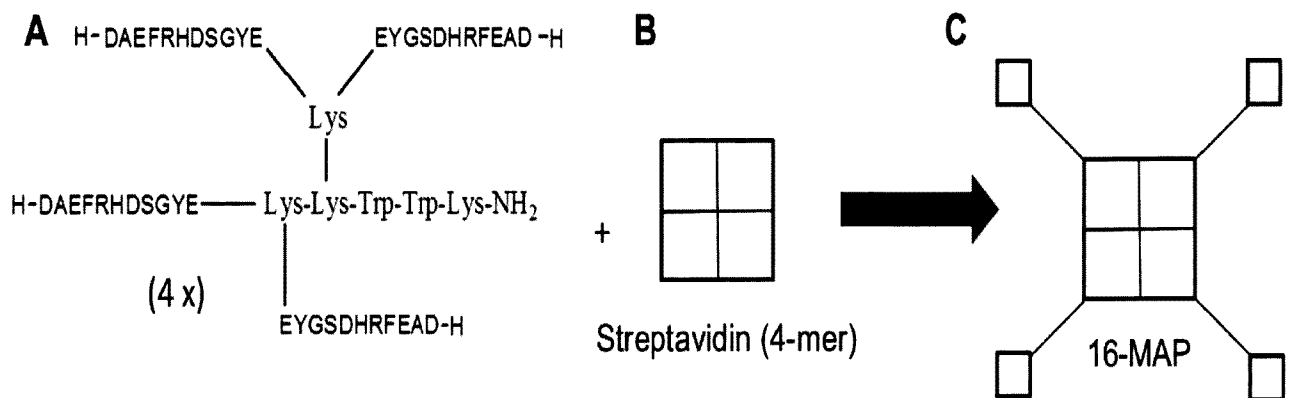 A
H-DAEFRHDSGYE
EYGSDHRFEAD-H
Lys
H-DAEFRHDSGYE
Lys-Lys-Trp-Trp-Lys-NH₂
(4 x)
EYGSDHRFEAD-H
B
+
Streptavidin (4-mer)
C
16-MAP